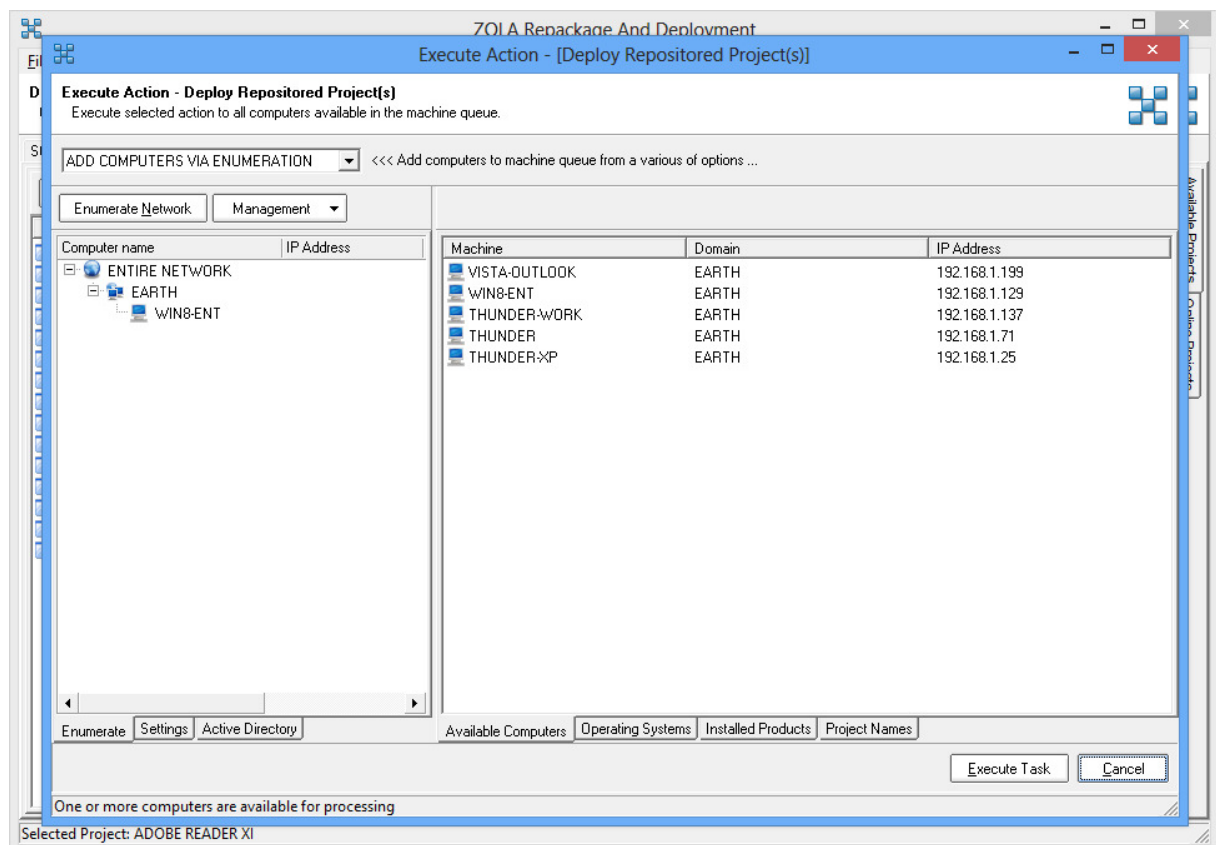 ZOLA Repackage And Deployment
Execute Action - [Deploy Repositored Project(s)]
Execute Action - Deploy Repositored Project(s)
Execute selected action to all computers available in the machine queue.
ADD COMPUTERS VIA ENUMERATION <<< Add computers to machine queue from a various of options ...
Enumerate Network Management
Computer name IP Address
ENTIRE NETWORK
EARTH
WIN8-ENT
Machine Domain IP Address
VISTA-OUTLOOK EARTH 192.168.1.199
WIN8-ENT EARTH 192.168.1.129
THUNDER-WORK EARTH 192.168.1.137
THUNDER EARTH 192.168.1.71
THUNDER-XP EARTH 192.168.1.25
Available Projects
Online Projects
Enumerate Settings Active Directory
Available Computers Operating Systems Installed Products Project Names
Execute Task Cancel
One or more computers are available for processing
Selected Project: ADOBE READER XI